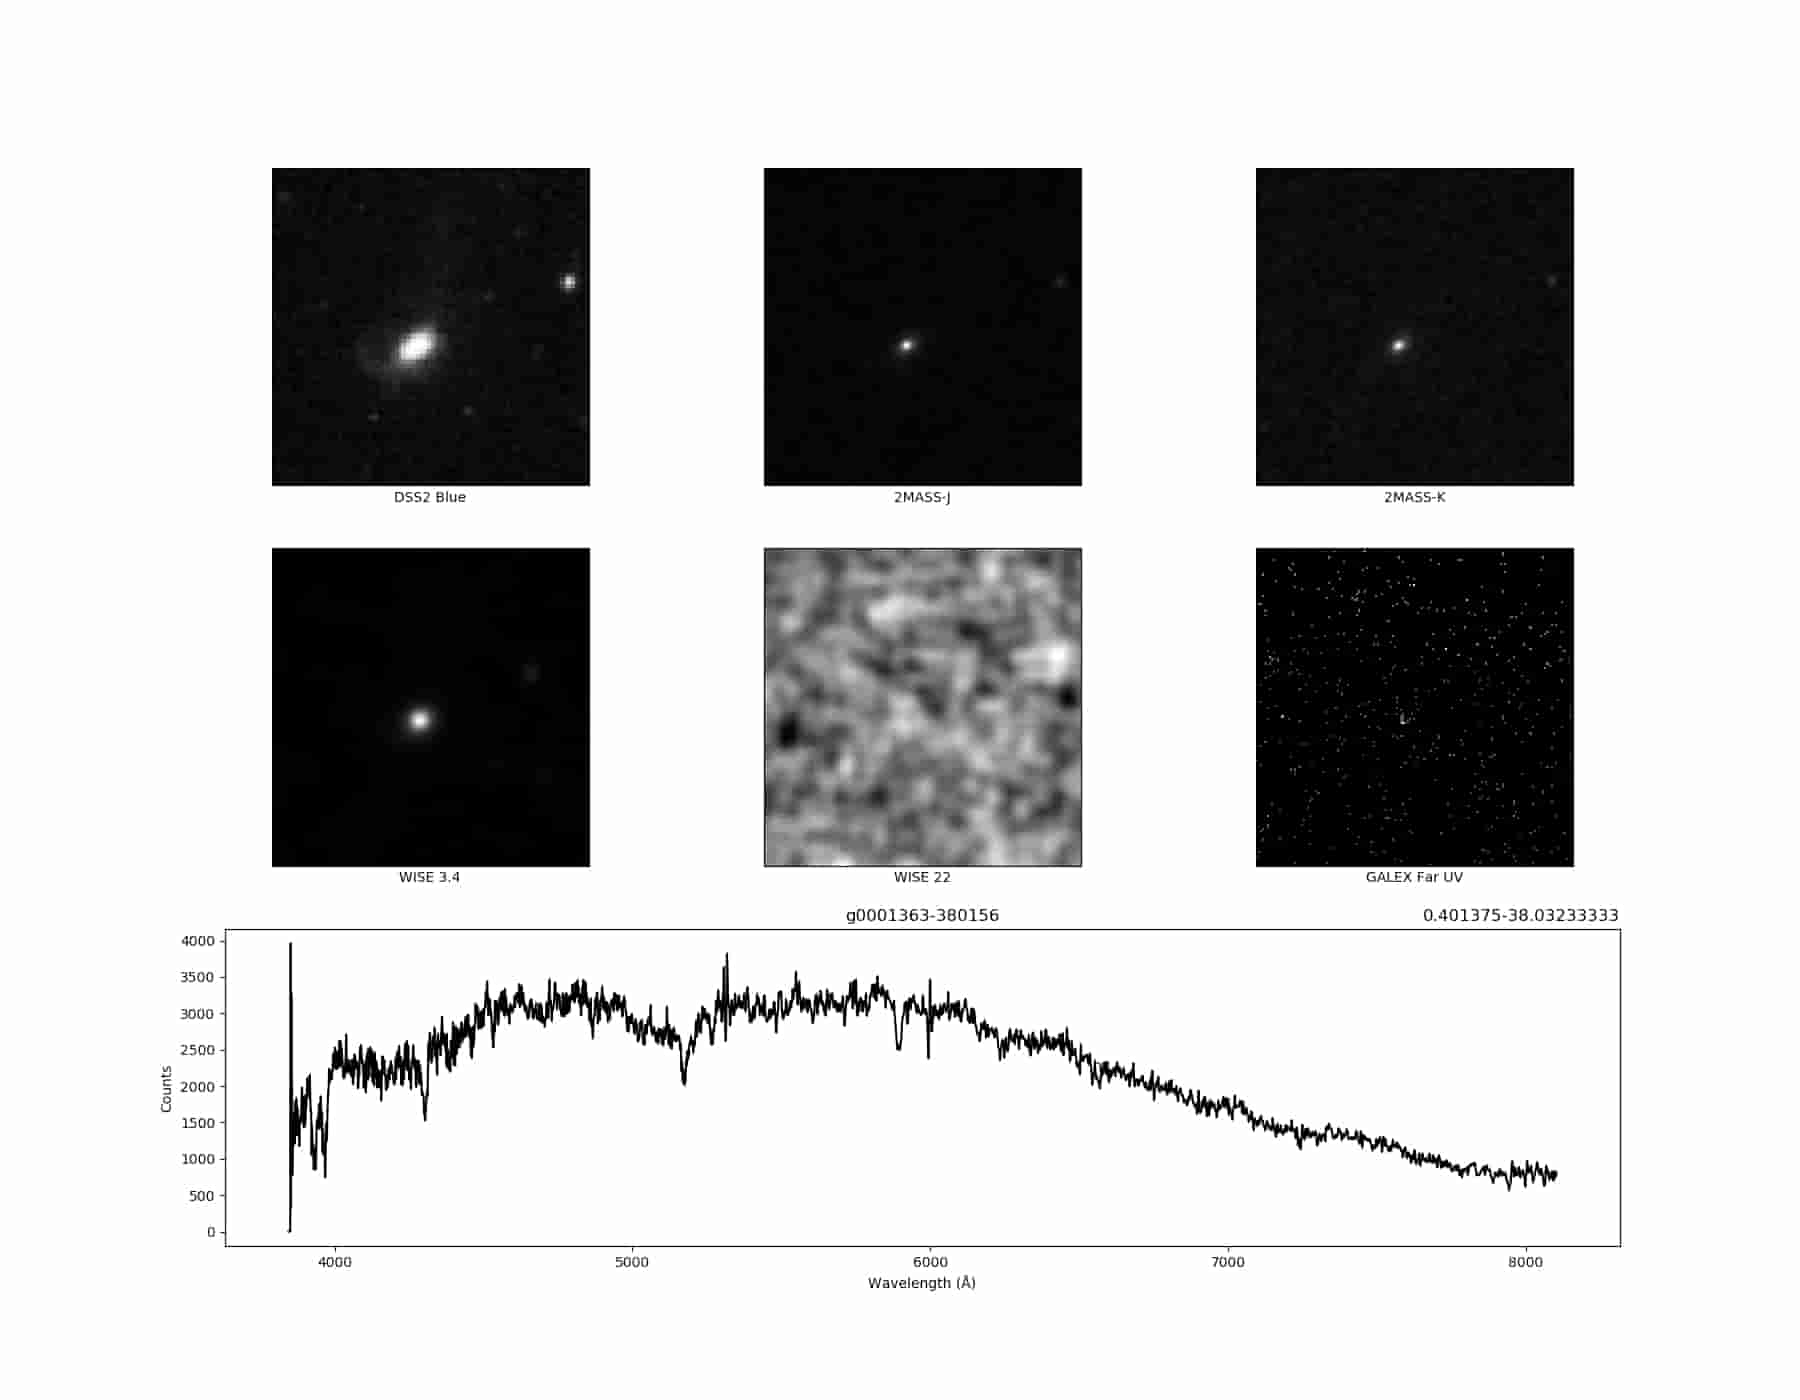 DSS2 Blue
2MASS-J
2MASS-K
WISE 3.4
WISE 22
GALEX Far UV
g0001363-380156
0.401375-38.03233333
4000
3500
3000
2500
2000
1500
1000
500
0
Counts
4000
5000
6000
7000
8000
Wavelength (Å)